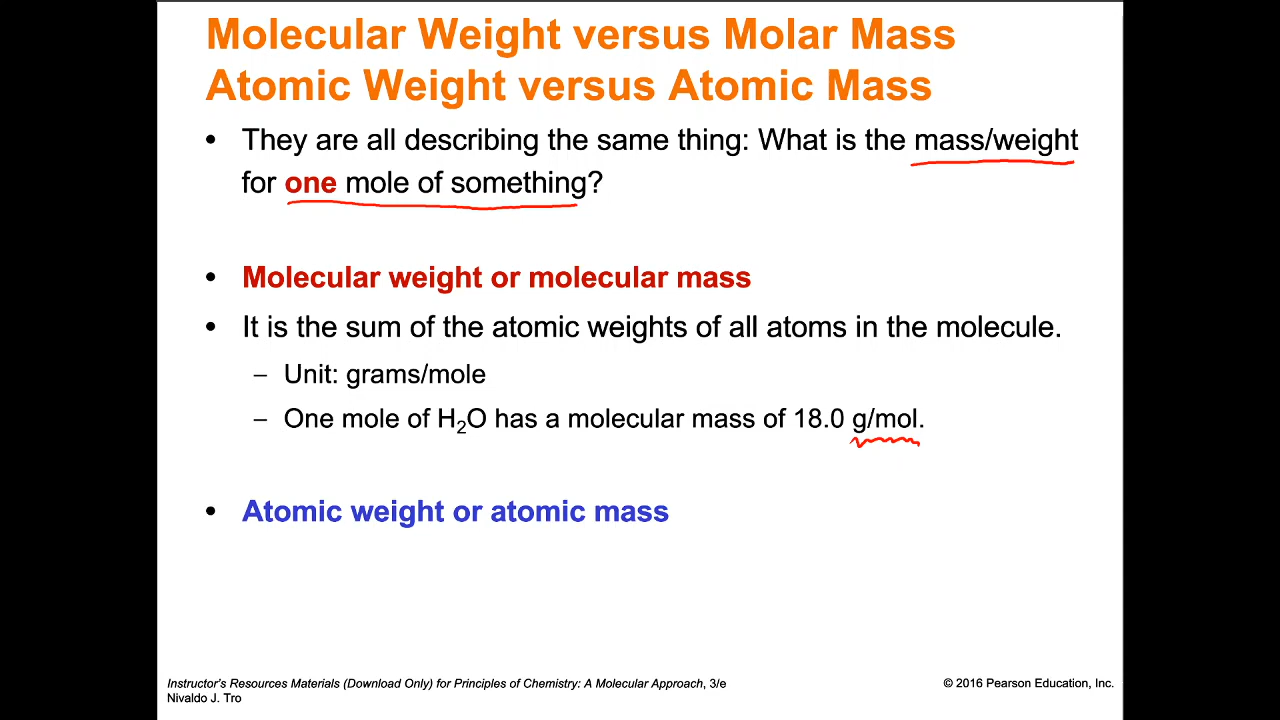 Molecular Weight versus Molar Mass
Atomic Weight versus Atomic Mass
• They are all describing the same thing: What is the mass/weight
for one mole of something?
• Molecular weight or molecular mass
• It is the sum of the atomic weights of all atoms in the molecule.
– Unit: grams/mole
– One mole of H₂O has a molecular mass of 18.0 g/mol.
• Atomic weight or atomic mass
Instructor's Resources Materials (Download Only) for Principles of Chemistry: A Molecular Approach, 3/e
Nivaldo J. Tro
© 2016 Pearson Education, Inc.